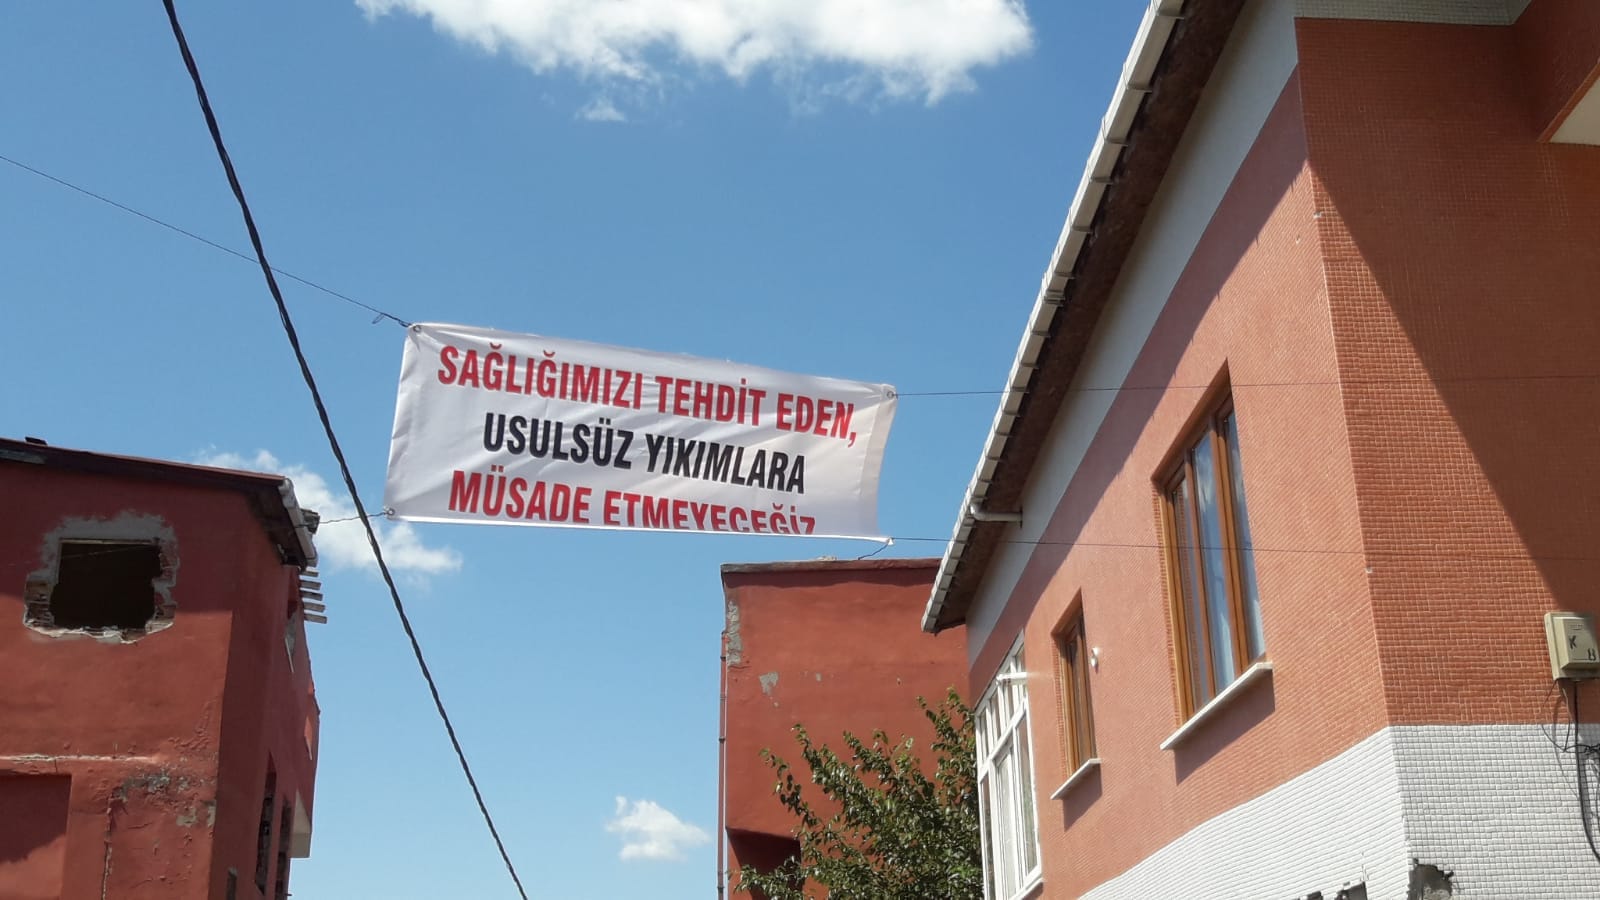 SAĞLIĞIMIZI TEHDİT EDEN,
USULSÜZ YIKIMLARA
MÜSADE ETMEYECEĞİZ
K